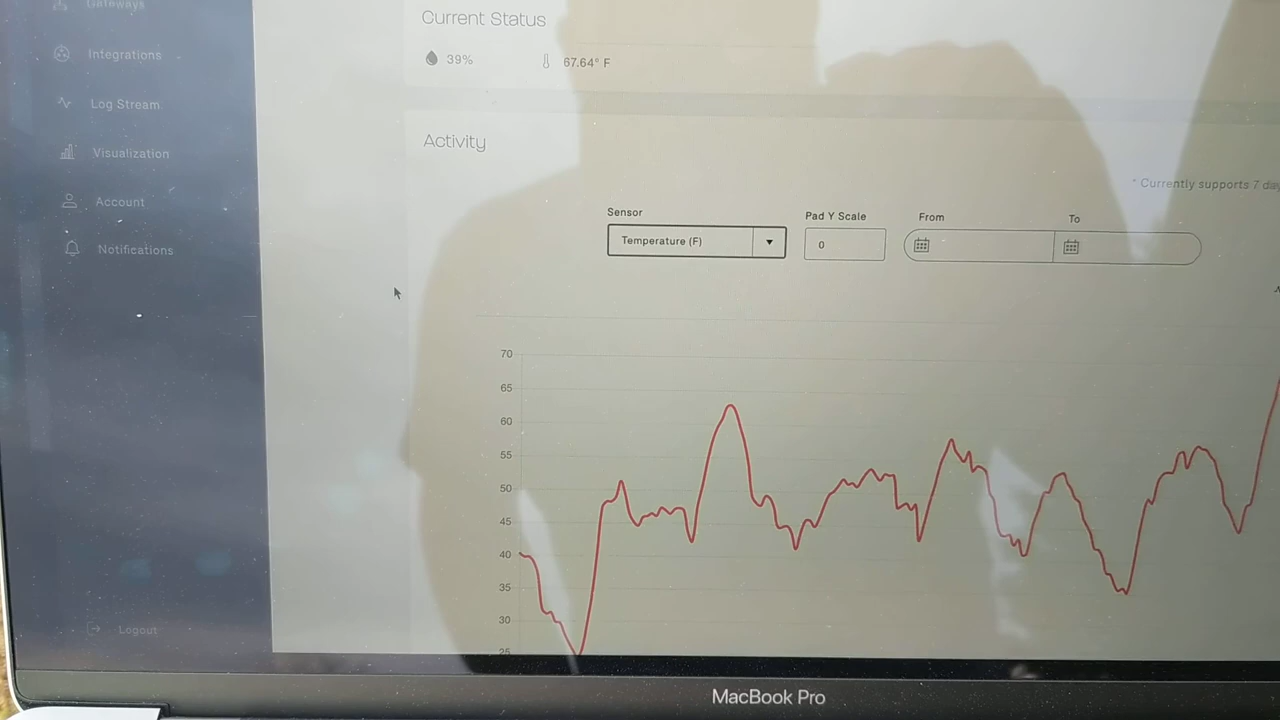 Gateways
Integrations
Log Stream
Visualization
Account
Notifications
Logout
Current Status
39%
67.64° F
Activity
* Currently supports 7
Sensor
Temperature (F)
Pad Y Scale
0
From
To
70
65
60
55
50
45
40
35
30
25
MacBook Pro